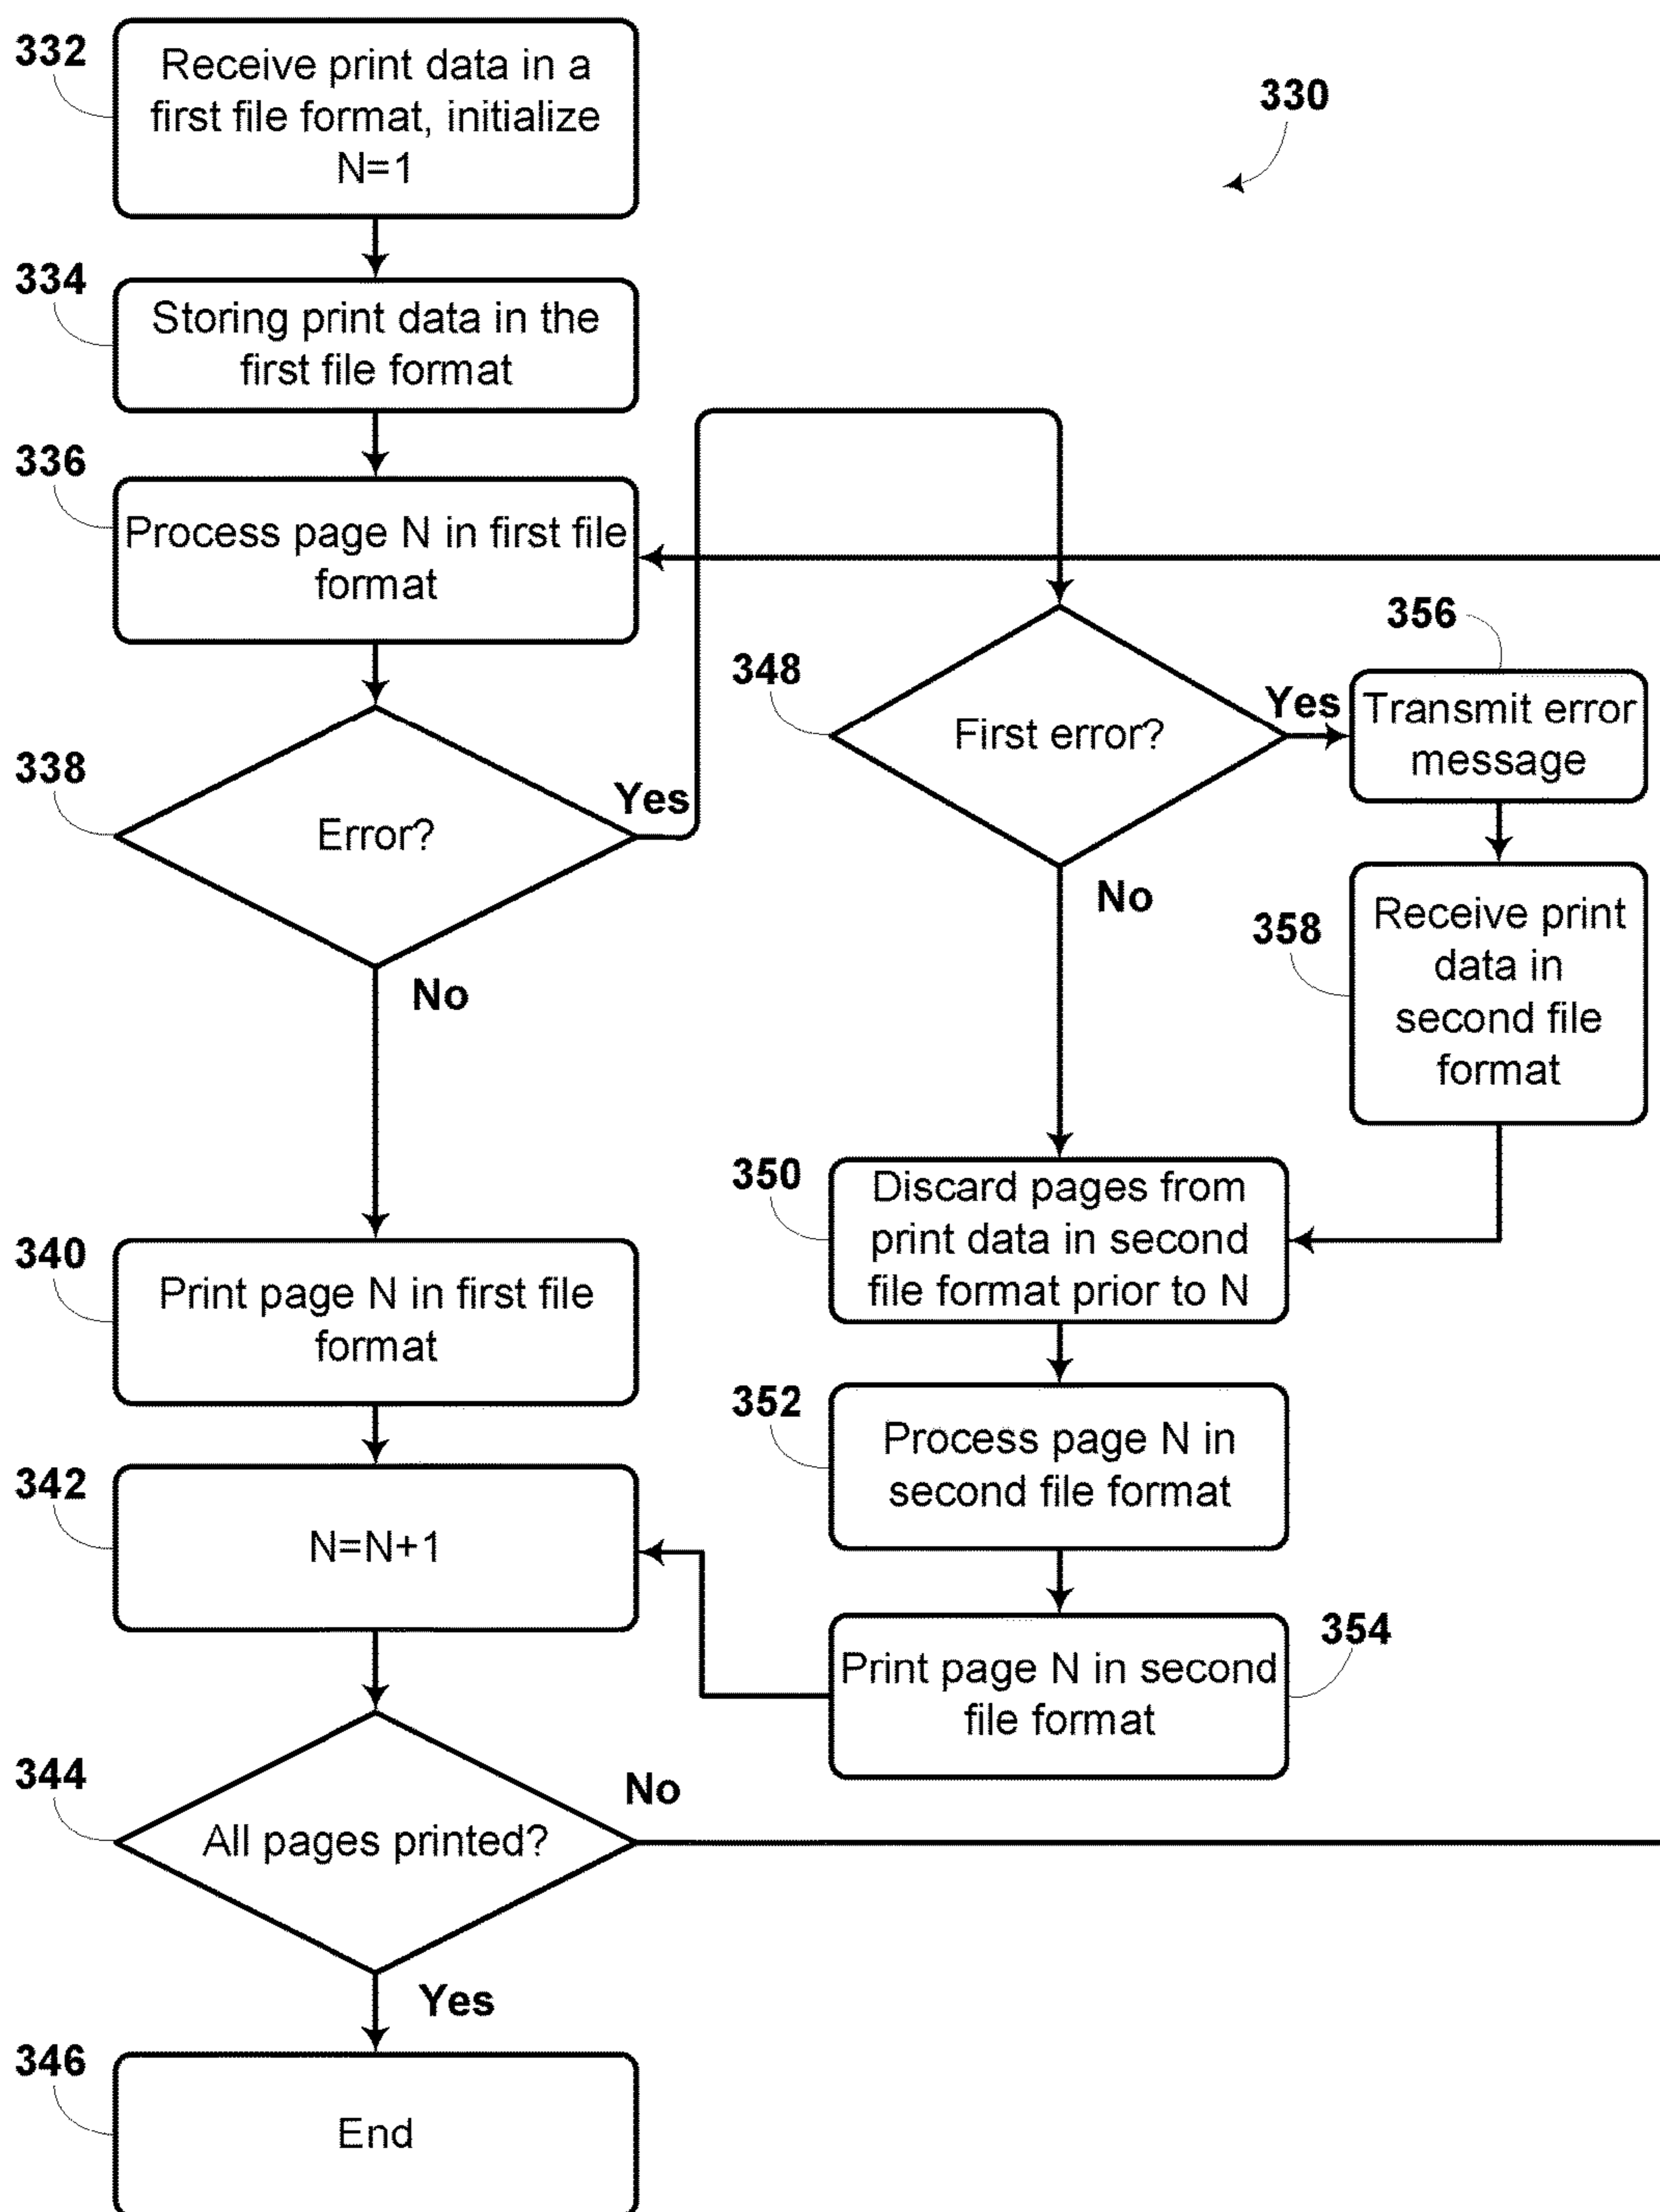 332
Receive print data in a
first file format, initialize
N=1
330
334
Storing print data in the
first file format
336
Process page N in first file
format
338
Error?
Yes
No
348
First error?
Yes
No
356
Transmit error
message
358
Receive print
data in
second file
format
340
Print page N in first file
format
350
Discard pages from
print data in second
file format prior to N
352
Process page N in
second file format
342
N=N+1
354
Print page N in second
file format
344
All pages printed?
No
Yes
346
End